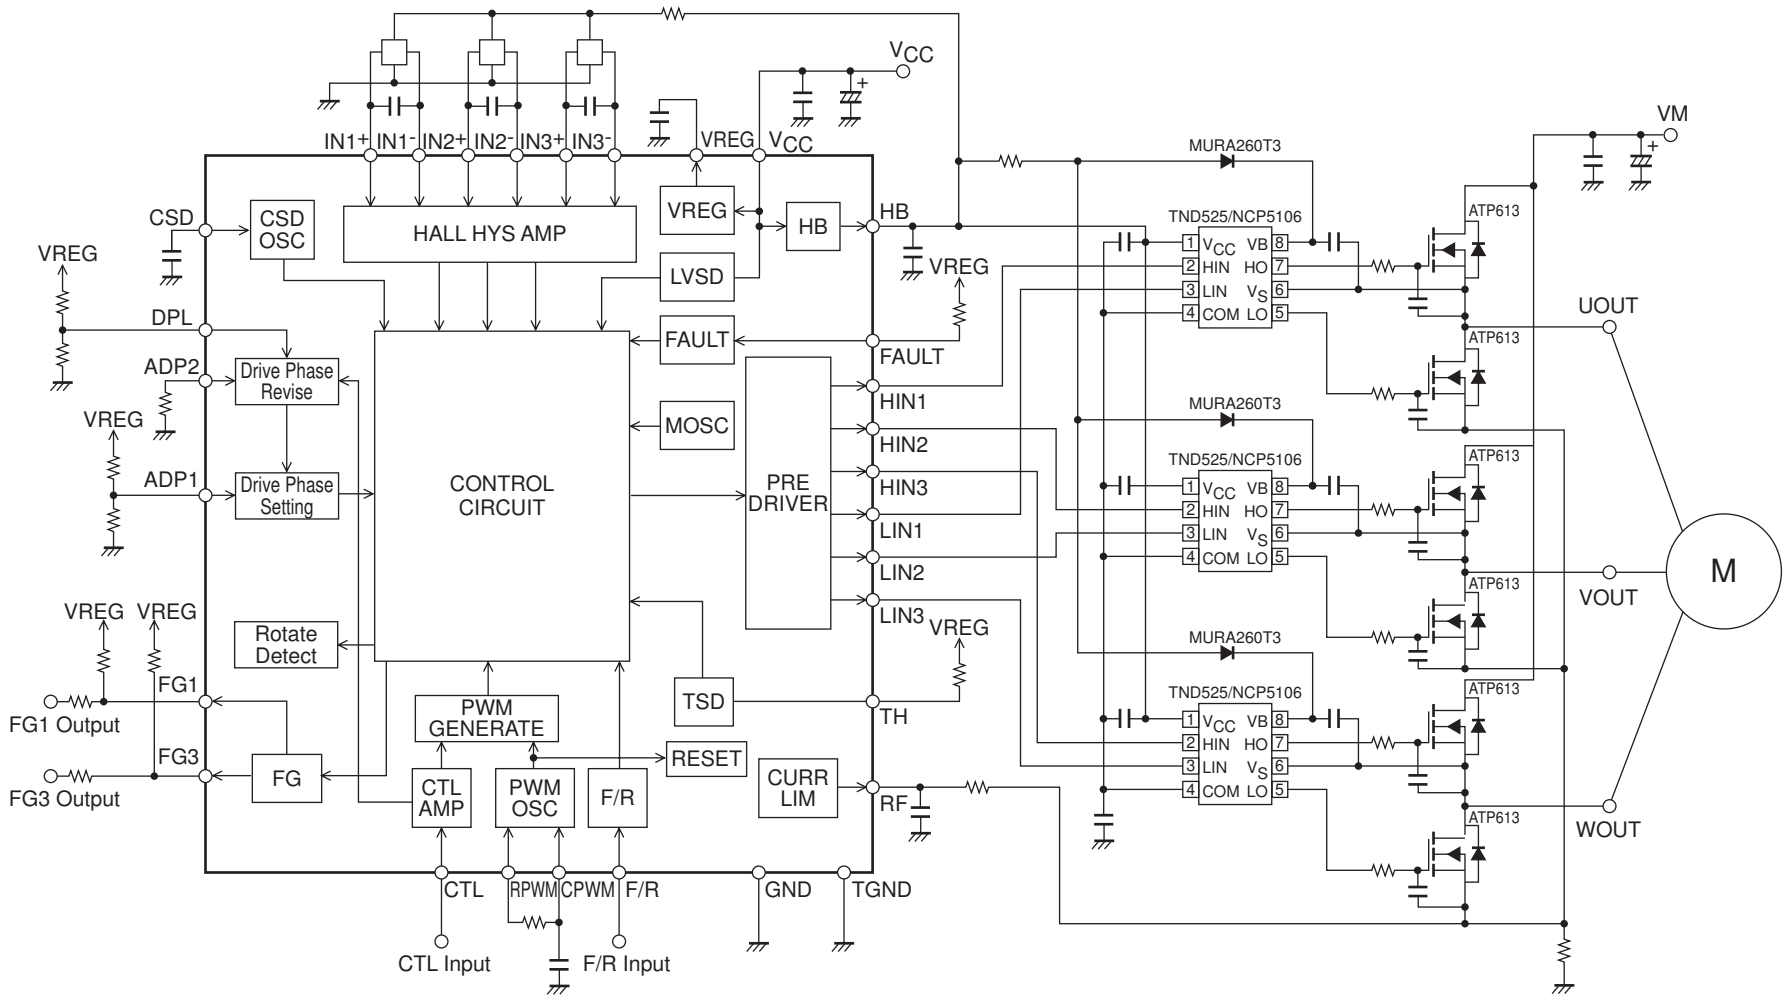 VCC
+
VM
+
IN1+ IN1- IN2+ IN2- IN3+ IN3-
VREG
VCC
MURA260T3
CSD
CSD
OSC
HALL HYS AMP
VREG
HB
HB
VREG
LVSD
VREG
TND525/NCP5106
1 VCC VB 8
2 HIN HO 7
3 LIN VS 6
4 COM LO 5
ATP613
UOUT
ATP613
DPL
FAULT
FAULT
ADP2
Drive Phase
Revise
HIN1
VREG
MOSC
HIN2
MURA260T3
ADP1
Drive Phase
Setting
CONTROL
CIRCUIT
PRE
DRIVER
HIN3
LIN1
LIN2
LIN3
TND525/NCP5106
1 VCC VB 8
2 HIN HO 7
3 LIN VS 6
4 COM LO 5
ATP613
M
VOUT
ATP613
VREG
VREG
Rotate
Detect
VREG
MURA260T3
FG1
FG1 Output
PWM
GENERATE
TSD
TH
TND525/NCP5106
1 VCC VB 8
2 HIN HO 7
3 LIN VS 6
4 COM LO 5
ATP613
FG3
FG3 Output
FG
CTL
AMP
PWM
OSC
F/R
RESET
CURR
LIM
RF
WOUT
ATP613
CTL
RPWM
CPWM
F/R
GND
TGND
CTL Input
F/R Input